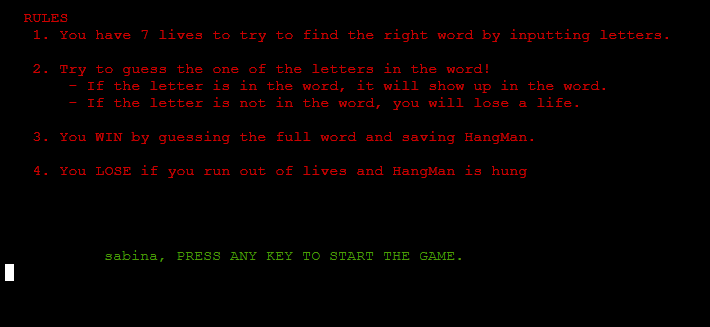 RULES
1. You have 7 lives to try to find the right word by inputting letters.
2. Try to guess the one of the letters in the word!
- If the letter is in the word, it will show up in the word.
- If the letter is not in the word, you will lose a life.
3. You WIN by guessing the full word and saving HangMan.
4. You LOSE if you run out of lives and HangMan is hung
sabina, PRESS ANY KEY TO START THE GAME.